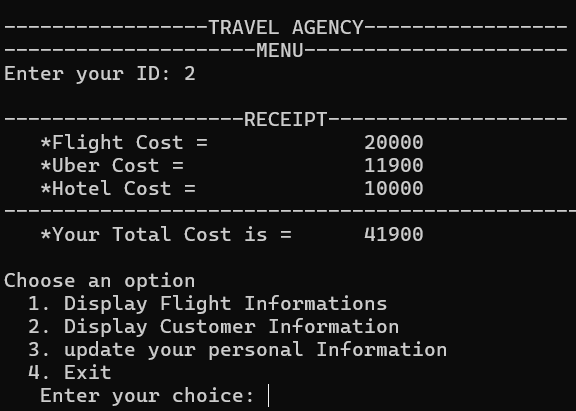 -----------------TRAVEL AGENCY-----------------
---------------------MENU----------------------
Enter your ID: 2
--------------------RECEIPT--------------------
*Flight Cost = 20000
*Uber Cost = 11900
*Hotel Cost = 10000
------------------------------------------------
*Your Total Cost is = 41900
Choose an option
1. Display Flight Informations
2. Display Customer Information
3. update your personal Information
4. Exit
Enter your choice: